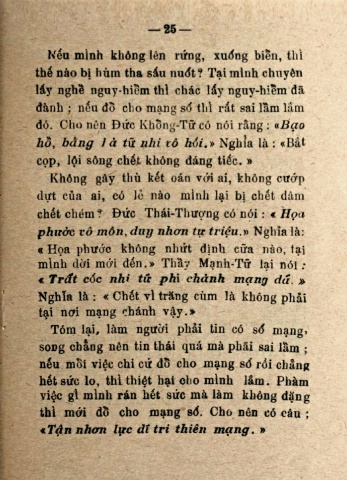 — 25 —
Nếu mình không lên rừng, xuống biển, thì
thế nào bị hùm tha sấu nuốt? Tại mình chuyên
lấy nghề nguy-hiểm thì chác lấy nguy-hiểm đã
đành; nếu đổ cho mạng số thì rất sai lầm lắm
đó. Cho nên Đức Khổng-Tử có nói rằng: «Bạo
hổ, bảng là tử nhi vô hối.» Nghĩa là: «Bắt
cọp, lội sông chết không đáng tiếc.»
Không gây thù kết oán với ai, không cướp
dựt của ai, có lẻ nào mình lại bị chết dâm
chết chém? Đức Thái-Thượng có nói: « Họa
phước vô môn, duy nhơn tự triệu.» Nghĩa là:
« Họa phước không nhứt định cữa nào, tại
mình dời mới đến.» Thầy Mạnh-Tử lại nói:
« Trất cốc nhi tử phi chánh mạng dã. »
Nghĩa là: « Chết vì trăng cùm là không phải
tại nơi mạng chánh vậy.»
Tóm lại, làm người phải tin có số mạng,
song chẳng nên tin thái quá mà phãi sai lầm;
nếu mỗi việc chi cứ đổ cho mạng số rồi chẳng
hết sức lo, thì thiệt hại cho mình lắm. Phàm
việc gì mình rán hết sức mà làm không đặng
thì mới đổ cho mạng số. Cho nên có câu:
«Tận nhơn lực dĩ tri thiên mạng. »